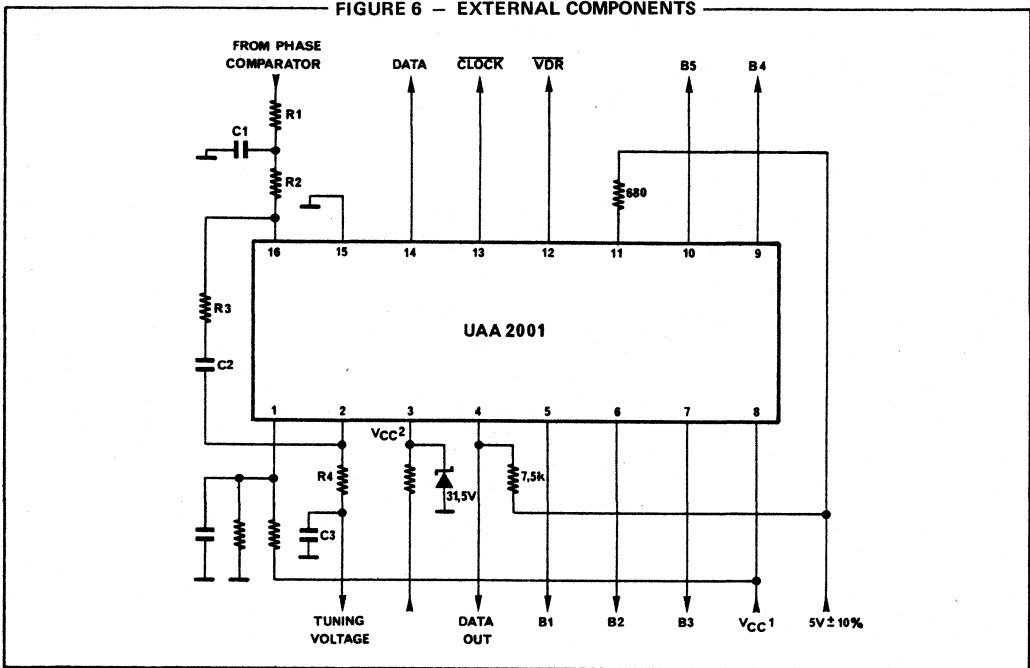 FIGURE 6 – EXTERNAL COMPONENTS
FROM PHASE
COMPARATOR
DATA
CLOCK
VDR
B5
B4
R1
C1
R2
680
16
15
14
13
12
11
10
9
R3
UAA 2001
C2
1
2
3
4
5
6
7
8
VCC2
R4
31,5V
7,5k
C3
TUNING
VOLTAGE
DATA
OUT
B1
B2
B3
VCC1
5V ± 10%